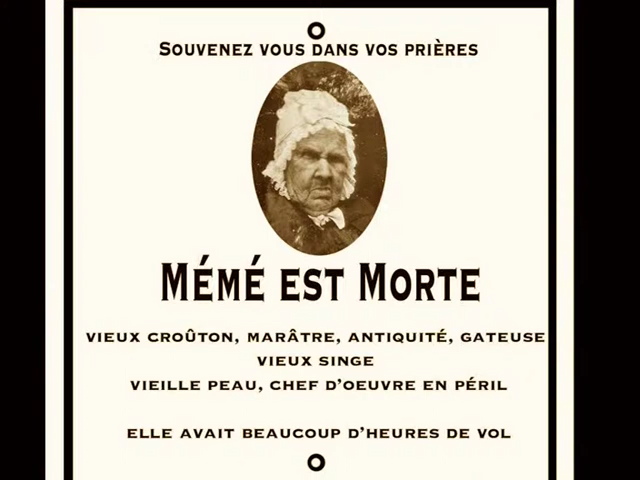 Souvenez vous dans vos prières
Mémé est Morte
vieux croûton, marâtre, antiquité, gateuse
vieux singe
vieille peau, chef d'oeuvre en péril
elle avait beaucoup d'heures de vol